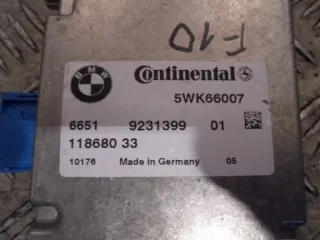 F10
BMW
Continental
5WK66007
6651 9231399 01
118680 33
10176 Made in Germany 05